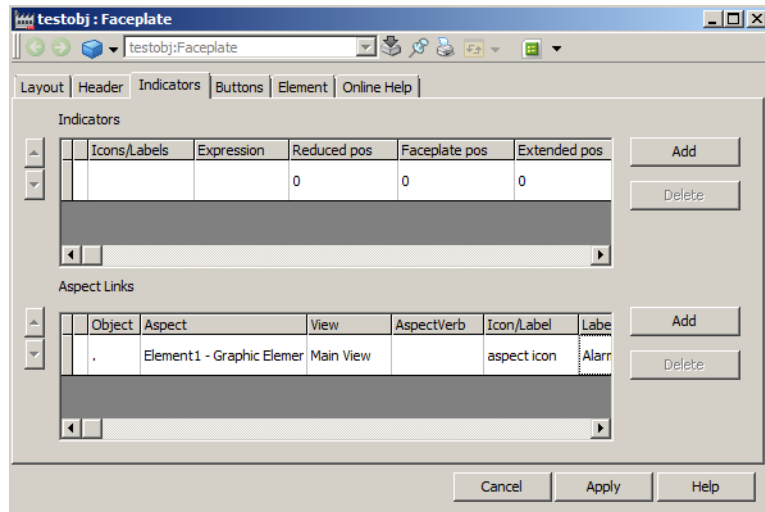 testobj : Faceplate
testobj:Faceplate
Layout Header Indicators Buttons Element Online Help
Indicators
Icons/Labels Expression Reduced pos Faceplate pos Extended pos
0 0 0
Add
Delete
Aspect Links
Object Aspect View AspectVerb Icon/Label Labe
. Element1 - Graphic Elemer Main View aspect icon Alarm
Add
Delete
Cancel Apply Help